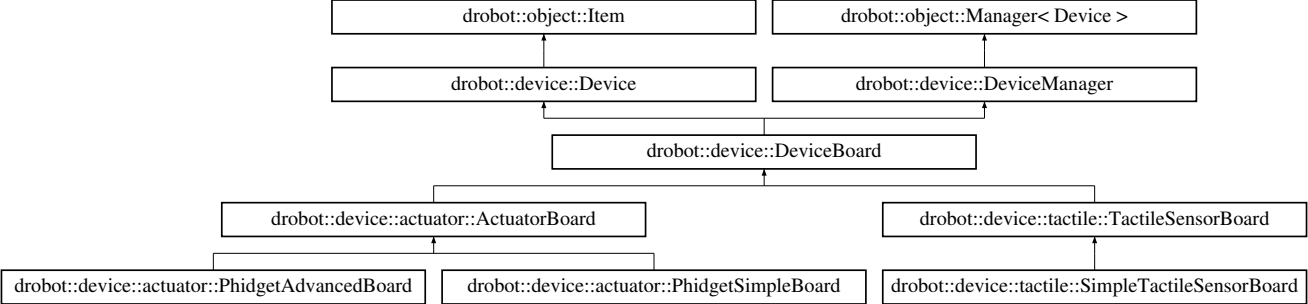 drobot::object::Item
drobot::object::Manager< Device >
drobot::device::Device
drobot::device::DeviceManager
drobot::device::DeviceBoard
drobot::device::actuator::ActuatorBoard
drobot::device::tactile::TactileSensorBoard
drobot::device::actuator::PhidgetAdvancedBoard
drobot::device::actuator::PhidgetSimpleBoard
drobot::device::tactile::SimpleTactileSensorBoard